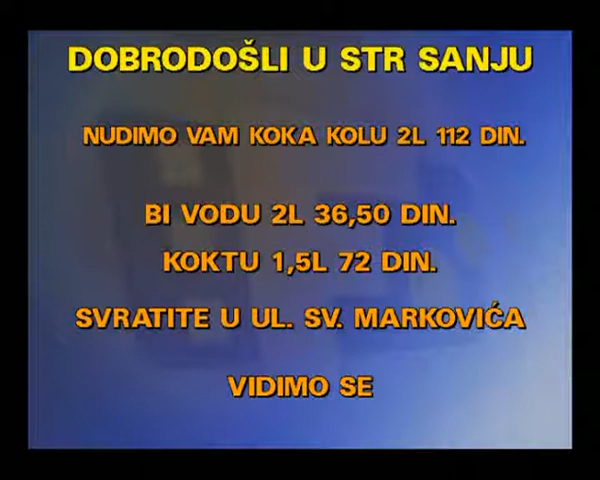 DOBRODOŠLI U STR SANJU
NUDIMO VAM KOKA KOLU 2L 112 DIN.
BI VODU 2L 36,50 DIN.
KOKTU 1,5L 72 DIN.
SVRATITE U UL. SV. MARKOVIĆA
VIDIMO SE